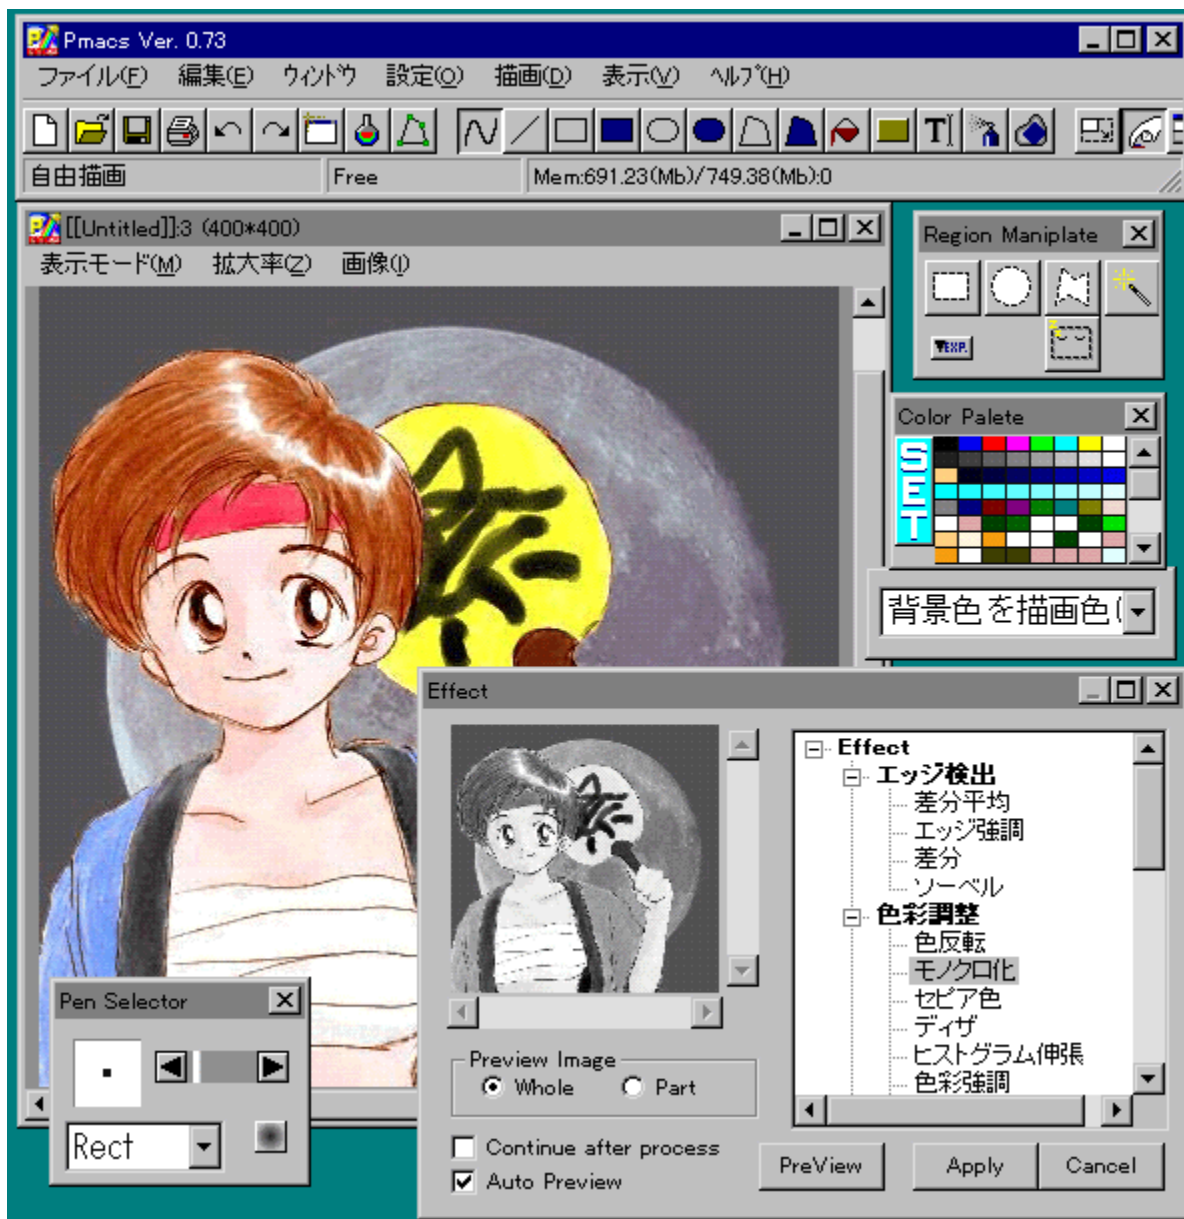 Pmacs Ver. 0.73
ファイル(F) 編集(E) ウィンドウ 設定(O) 描画(D) 表示(V) ヘルプ(H)
自由描画 Free Mem:691.23(Mb)/749.38(Mb):0
[[Untitled]]:3 (400*400)
表示モード(M) 拡大率(Z) 画像(I)
祭
Region Maniplate
EXP.
Color Palete
SET
背景色を描画色(
Effect
Effect
エッジ検出
差分平均
エッジ強調
差分
ソーベル
色彩調整
色反転
モノクロ化
セピア色
ディザ
ヒストグラム伸張
色彩強調
Preview Image
Whole Part
Continue after process
Auto Preview
PreView Apply Cancel
Pen Selector
Rect